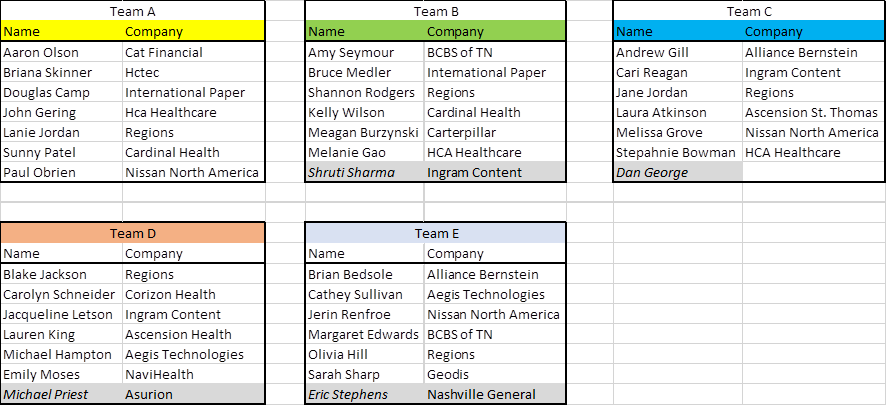 Team A Team B Team C
Name Company Name Company Name Company
Aaron Olson Cat Financial Amy Seymour BCBS of TN Andrew Gill Alliance Bernstein
Briana Skinner Hctec Bruce Medler International Paper Cari Reagan Ingram Content
Douglas Camp International Paper Shannon Rodgers Regions Jane Jordan Regions
John Gering Hca Healthcare Kelly Wilson Cardinal Health Laura Atkinson Ascension St. Thomas
Lanie Jordan Regions Meagan Burzynski Carterpillar Melissa Grove Nissan North America
Sunny Patel Cardinal Health Melanie Gao HCA Healthcare Stepahnie Bowman HCA Healthcare
Paul Obrien Nissan North America Shruti Sharma Ingram Content Dan George
Team D Team E
Name Company Name Company
Blake Jackson Regions Brian Bedsole Alliance Bernstein
Carolyn Schneider Corizon Health Cathey Sullivan Aegis Technologies
Jacqueline Letson Ingram Content Jerin Renfroe Nissan North America
Lauren King Ascension Health Margaret Edwards BCBS of TN
Michael Hampton Aegis Technologies Olivia Hill Regions
Emily Moses NaviHealth Sarah Sharp Geodis
Michael Priest Asurion Eric Stephens Nashville General